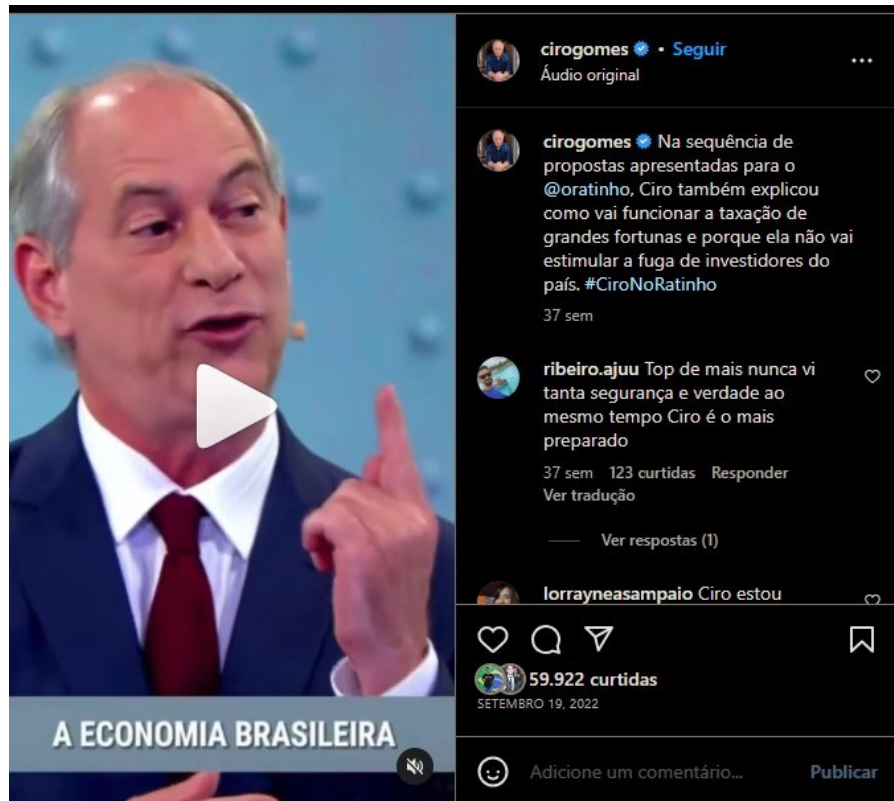 A ECONOMIA BRASILEIRA
cirogomes • Seguir
Áudio original
cirogomes Na sequência de
propostas apresentadas para o
@oratinho, Ciro também explicou
como vai funcionar a taxação de
grandes fortunas e porque ela não vai
estimular a fuga de investidores do
país. #CiroNoRatinho
37 sem
ribeiro.ajuu Top de mais nunca vi
tanta segurança e verdade ao
mesmo tempo Ciro é o mais
preparado
37 sem 123 curtidas Responder
Ver tradução
Ver respostas (1)
lorrayneasampaio Ciro estou
59.922 curtidas
SETEMBRO 19, 2022
Adicione um comentário... Publicar